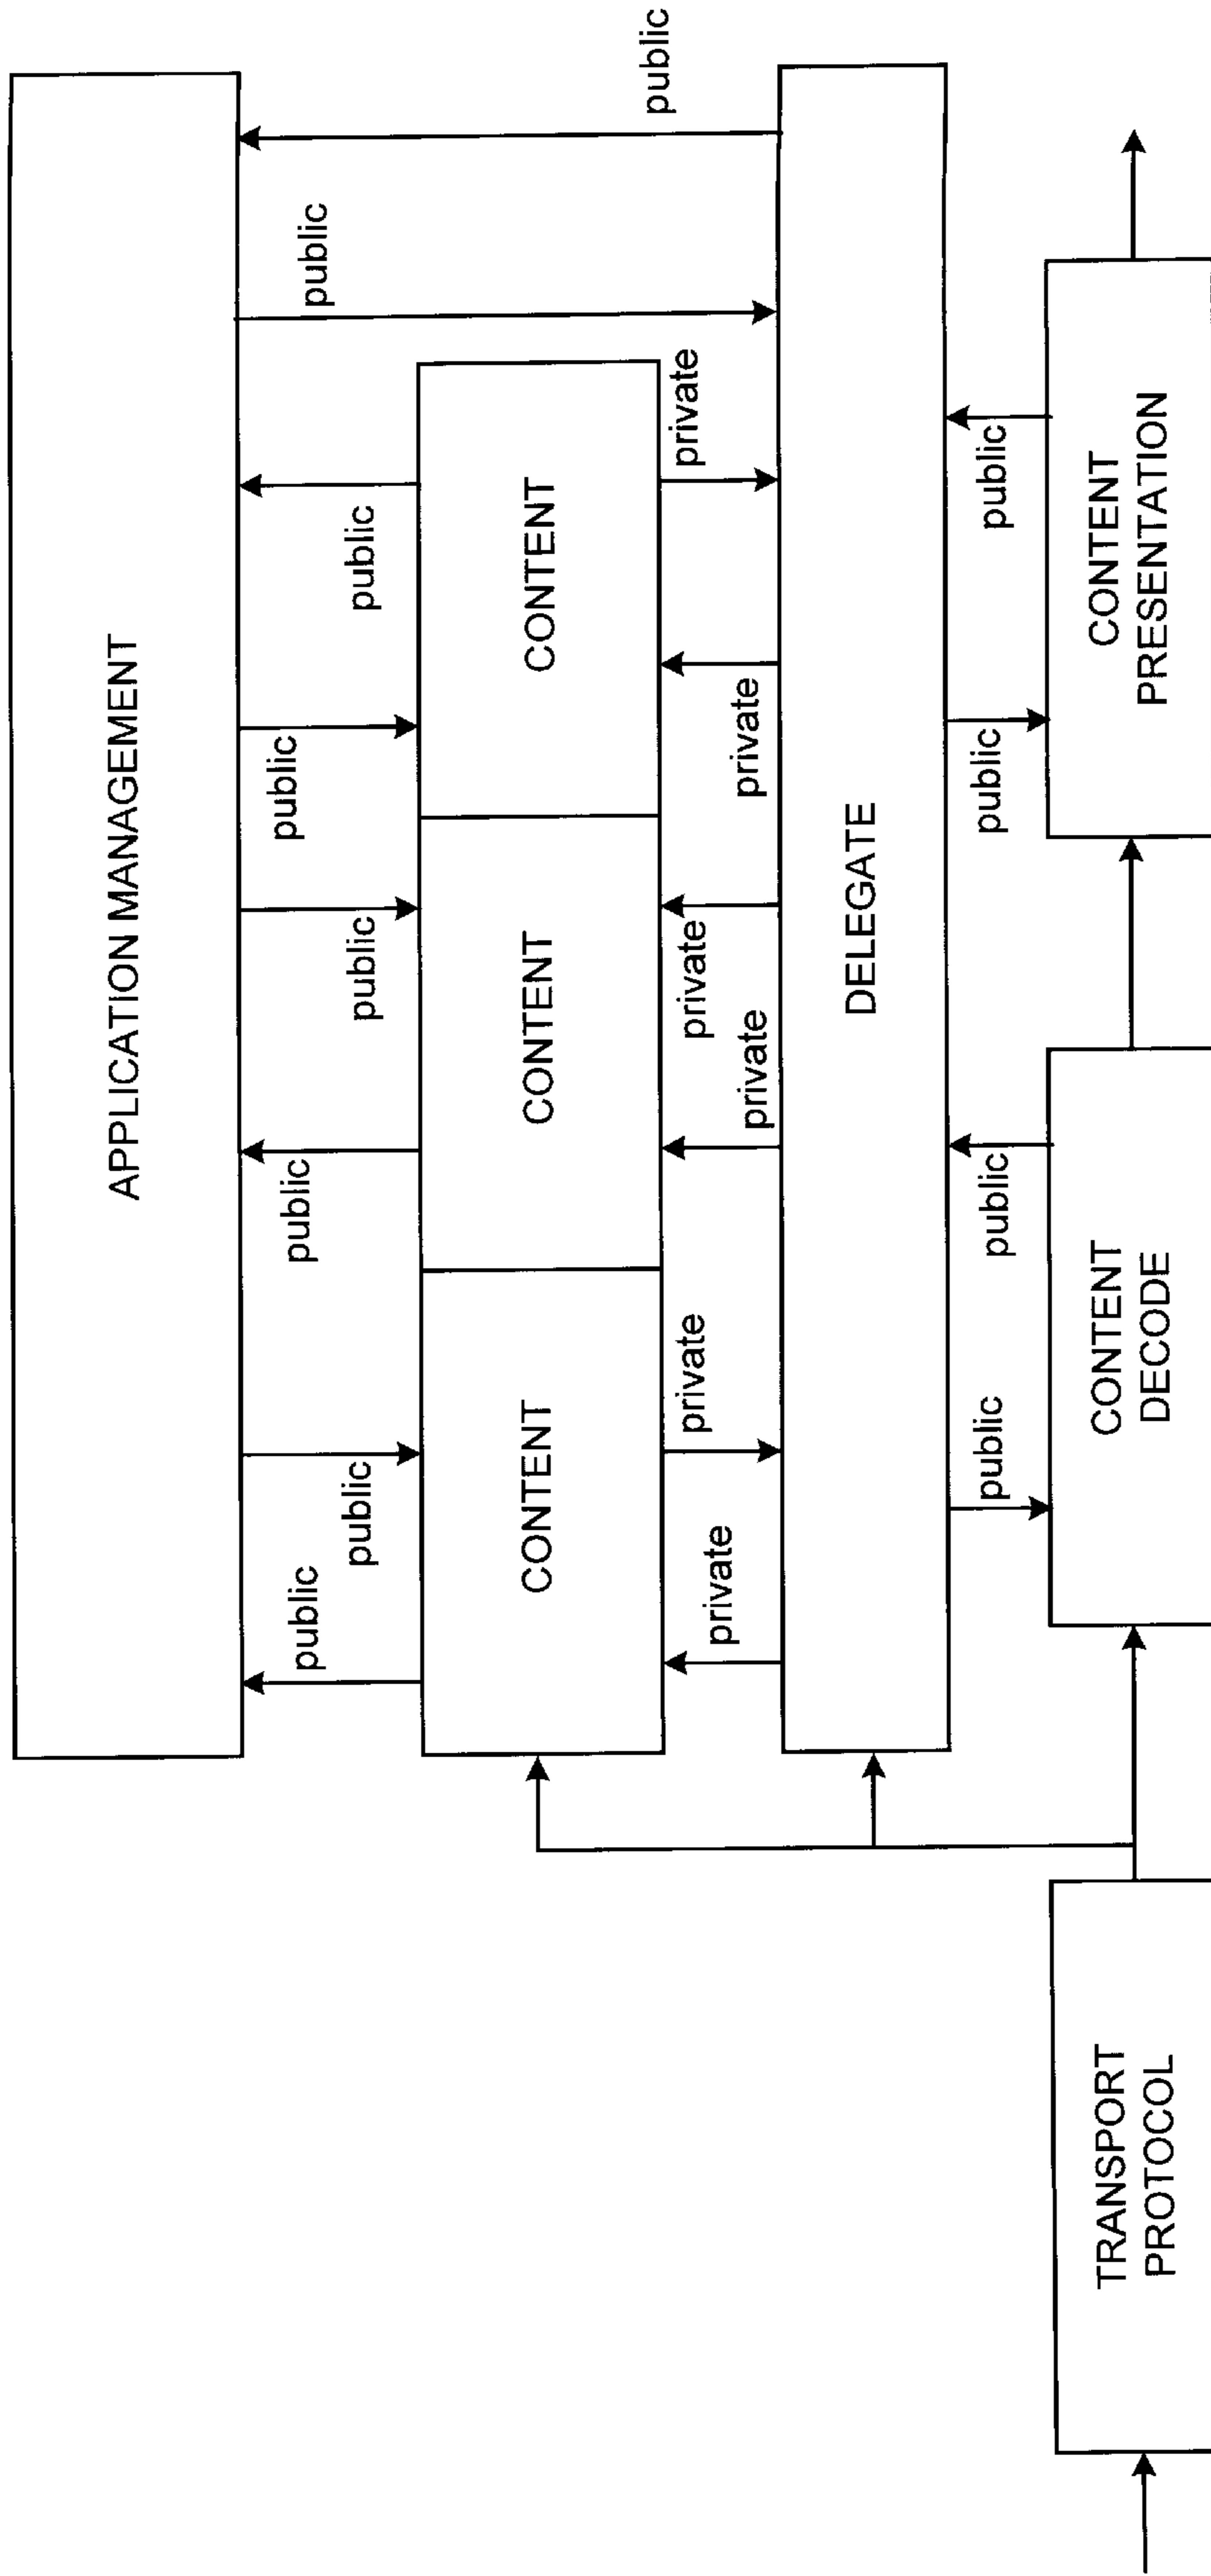 APPLICATION MANAGEMENT
public
public
public
public
public
public
public
CONTENT
CONTENT
CONTENT
public
private
private
private
private
private
private
DELEGATE
public
public
public
public
TRANSPORT
PROTOCOL
CONTENT
DECODE
CONTENT
PRESENTATION